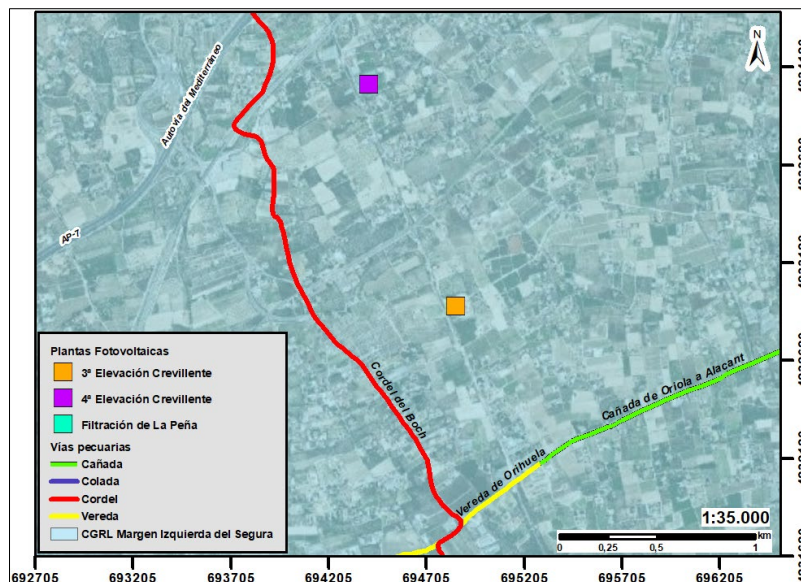 N
Autovía del Mediterráneo
AP-7
Cordel del Boch
Cañada de Oriola a Alacant
Vereda de Orihuela
Plantas Fotovoltaicas
3ª Elevación Crevillente
4ª Elevación Crevillente
Filtración de La Peña
Vías pecuarias
Cañada
Colada
Cordel
Vereda
CGRL Margen Izquierda del Segura
1:35.000
km
0 0,25 0,5 1
692705 693205 693705 694205 694705 695205 695705 696205